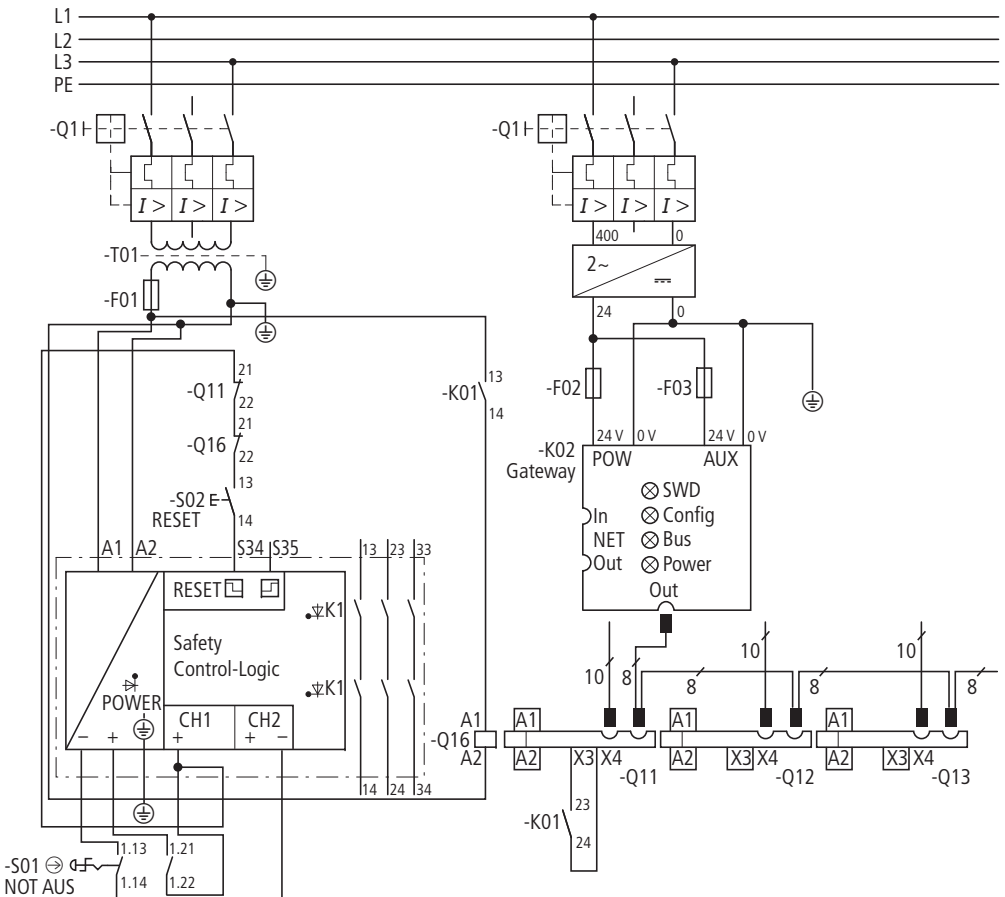 L1
L2
L3
PE
-Q1 -Q1
I > I > I > I > I > I >
400 0
-T01 2~
-F01 24 0
21
-Q11
22
21
-Q16
22
13
-S02 E
RESET 14
-K01 13
14
-F02 -F03
24 V 0 V 24 V 0 V
-K02
Gateway
POW AUX
SWD
In Config
NET Bus
Out Power
Out
A1 A2 S34 S35 13 23 33
RESET
K1
Safety
Control-Logic
K1
POWER
CH1 CH2
– + + + –
14 24 34
10 8 8 10 8 10 8
A1 A1 A1 A1
-Q16
A2 A2 X3 X4 A2 X3 X4 A2 X3 X4
-Q11 -Q12 -Q13
-K01 23
24
-S01 1.13 1.21
NOT AUS 1.14 1.22